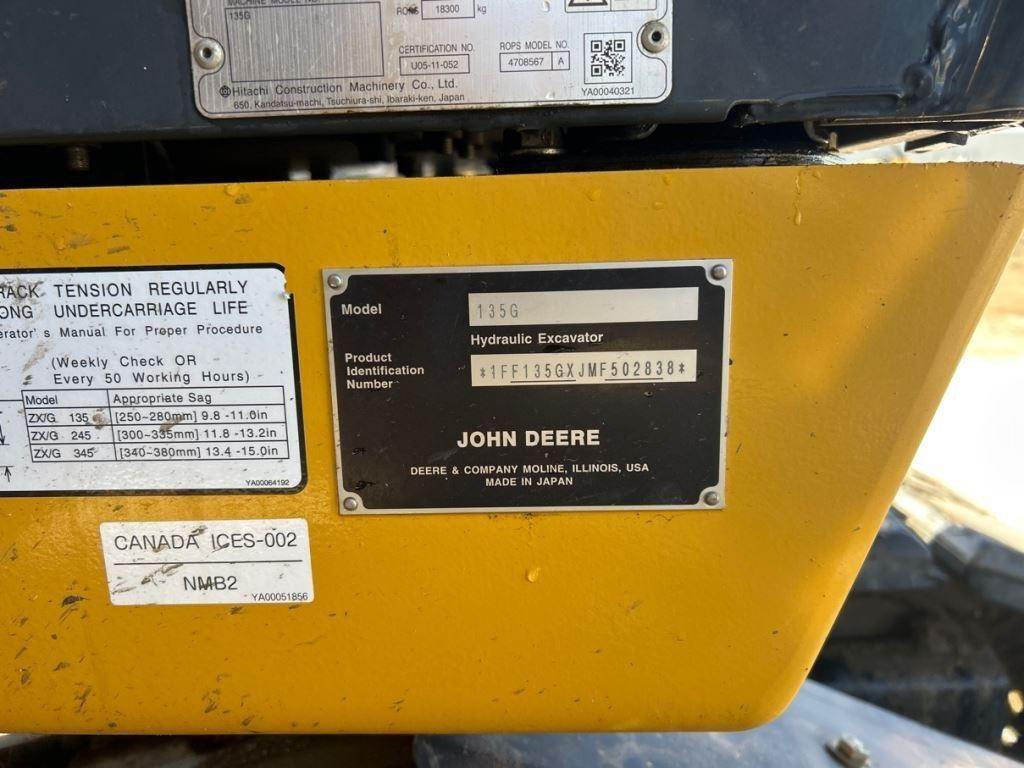 MACHINE MODEL NO.
135G
ROPS 18300 kg
CERTIFICATION NO.
U05-11-052
ROPS MODEL NO.
4708567 A
Hitachi Construction Machinery Co., Ltd.
650, Kandatsu-machi, Tsuchiura-shi, Ibaraki-ken, Japan
YA00040321
RACK TENSION REGULARLY
ONG UNDERCARRIAGE LIFE
erator's Manual For Proper Procedure
(Weekly Check OR
Every 50 Working Hours)
Model Appropriate Sag
ZX/G 135 [250~280mm] 9.8 -11.0in
ZX/G 245 [300~335mm] 11.8 -13.2in
ZX/G 345 [340~380mm] 13.4 -15.0in
YA00064192
CANADA ICES-002
NMB2
YA00051856
Model 135G
Hydraulic Excavator
Product
Identification
Number
*1FF135GXJMF502838*
JOHN DEERE
DEERE & COMPANY MOLINE, ILLINOIS, USA
MADE IN JAPAN